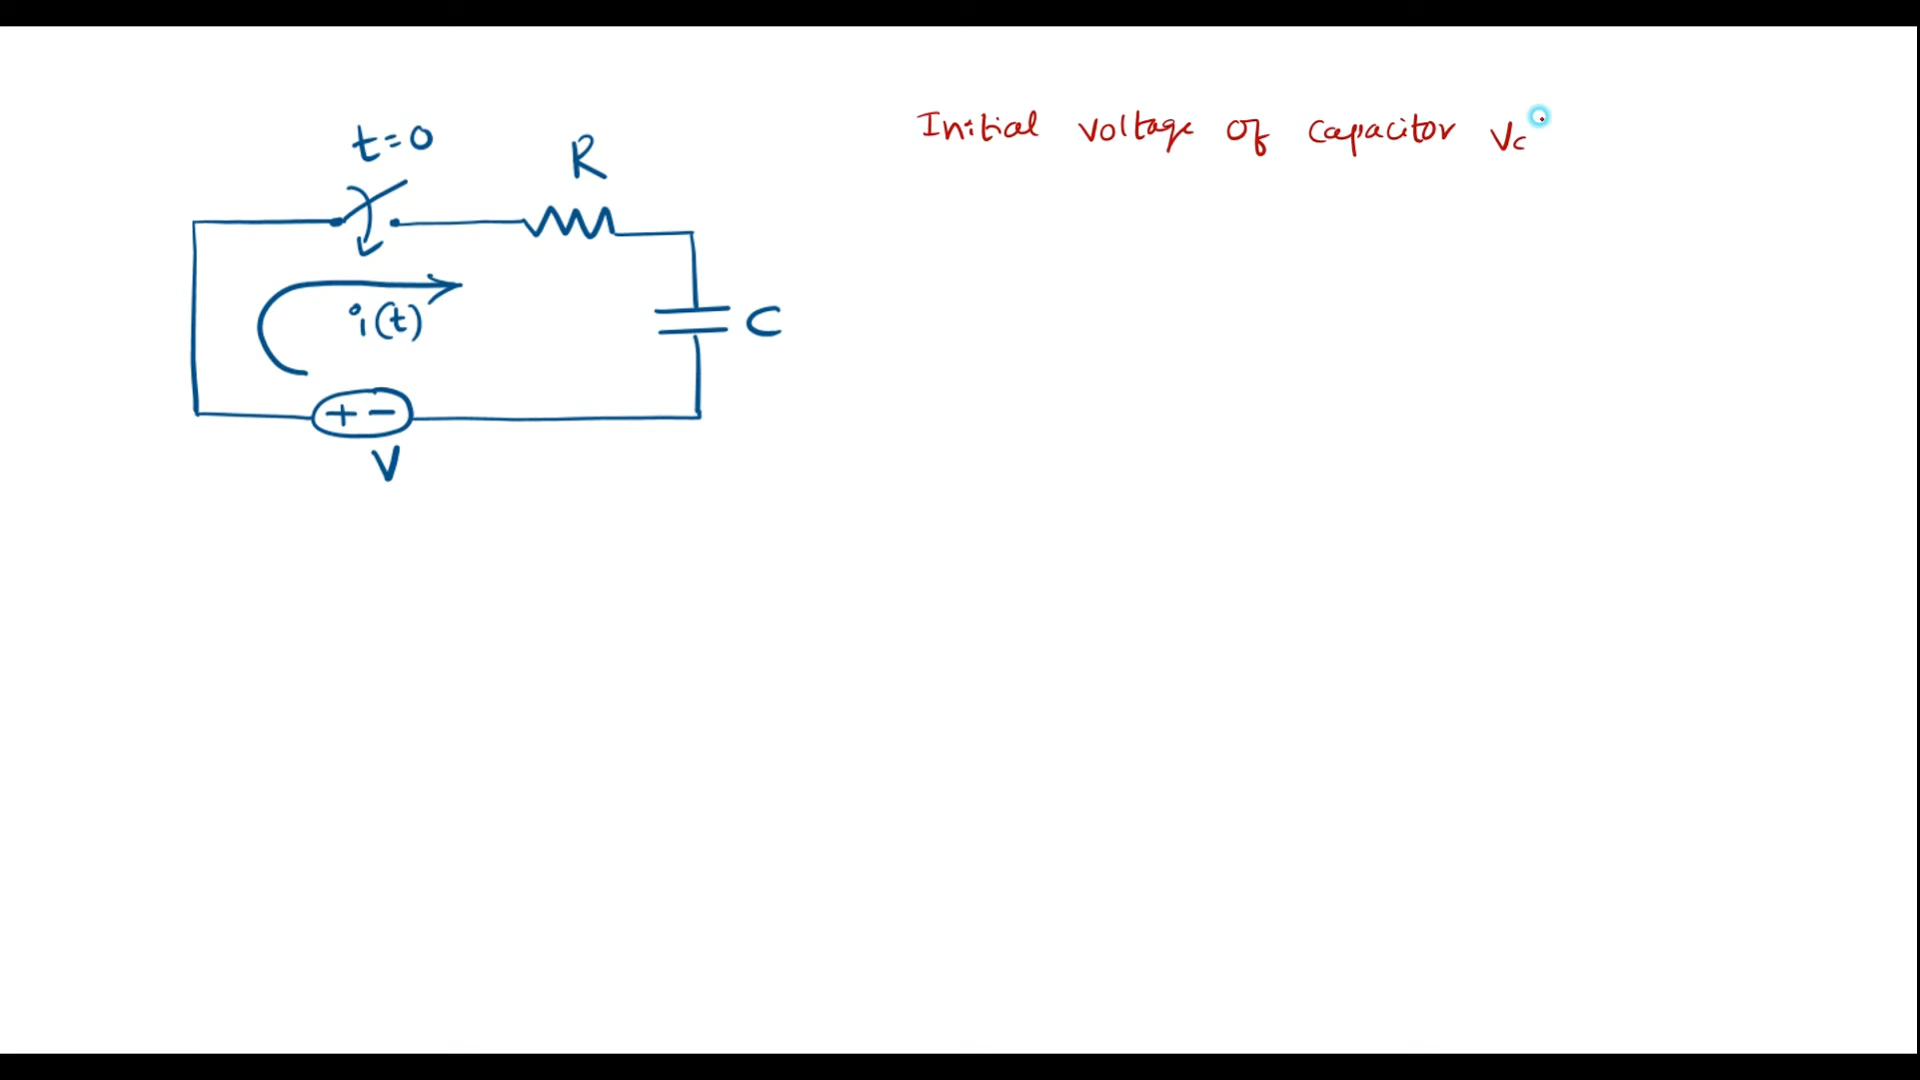 t=0
R
Initial voltage of capacitor Vc
i(t)
C
+ -
V